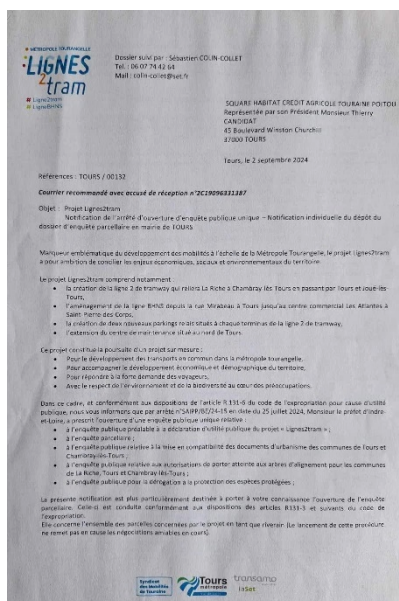 MÉTROPOLE TOURANGELLE
LIGNES
2tram
# Ligne2tram
# LigneBHNS
Dossier suivi par : Sébastien COLIN-COLLET
Tel. : 06 07 74 42 64
Mail : colin-colles@set.fr
SQUARE HABITAT CREDIT AGRICOLE TOURAINE POITOU
Représentée par son Président Monsieur Thierry
CANDIDAT
45 Boulevard Winston Churchill
37000 TOURS
Tours, le 2 septembre 2024
Références : TOURS / 00132
Courrier recommandé avec accusé de réception n°2C19096331387
Objet : Projet Lignes2tram
Notification de l'arrêté d'ouverture d'enquête publique unique – Notification individuelle du dépôt du
dossier d'enquête parcellaire en mairie de TOURS
Marqueur emblématique du développement des mobilités à l'échelle de la Métropole Tourangelle, le projet Lignes2tram
a pour ambition de concilier les enjeux économiques, sociaux et environnementaux du territoire.
Le projet Lignes2tram comprend notamment :
• la création de la ligne 2 de tramway qui reliera La Riche à Chambray lès Tours en passant par Tours et Joué-lès-
Tours,
• l'aménagement de la ligne BHNS depuis la rue Mirabeau à Tours jusqu'au centre commercial Les Atlantes à
Saint Pierre des Corps,
• la création de deux nouveaux parkings relais situés à chaque terminus de la ligne 2 de tramway,
• l'extension du centre de maintenance situé au nord de Tours.
Ce projet constitue la poursuite d'un projet sur mesure :
• Pour le développement des transports en commun dans la métropole tourangelle,
• Pour accompagner le développement économique et démographique du territoire,
• Pour répondre à la forte demande des voyageurs,
• Avec le respect de l'environnement et de la biodiversité au cœur des préoccupations.
Dans ce cadre, et conformément aux dispositions de l'article R.131-6 du code de l'expropriation pour cause d'utilité
publique, nous vous informons que par arrêté n°SAIPP/BE/24-15 en date du 25 juillet 2024, Monsieur le préfet d'Indre-
et-Loire, a prescrit l'ouverture d'une enquête publique unique relative :
• à l'enquête publique préalable à « déclaration d'utilité publique du projet « Lignes2tram » ;
• à l'enquête parcellaire ;
• à l'enquête publique relative à la mise en compatibilité des documents d'urbanisme des communes de Tours et
Chambray-lès-Tours ;
• à l'enquête publique relative aux autorisations de porter atteinte aux arbres d'alignement pour les communes
de La Riche, Tours et Chambray-lès-Tours ;
• à l'enquête publique pour la dérogation à la protection des espèces protégées ;
La présente notification est plus particulièrement destinée à porter à votre connaissance l'ouverture de l'enquête
parcellaire. Celle-ci est conduite conformément aux dispositions des articles R131-3 et suivants du code de
l'expropriation.
Elle concerne l'ensemble des parcelles concernées par le projet en tant que riverain (Le lancement de cette procédure
ne remet pas en cause les négociations amiables en cours).
Syndicat
des Mobilités
de Touraine
Tours
métropole
transamo
laSet